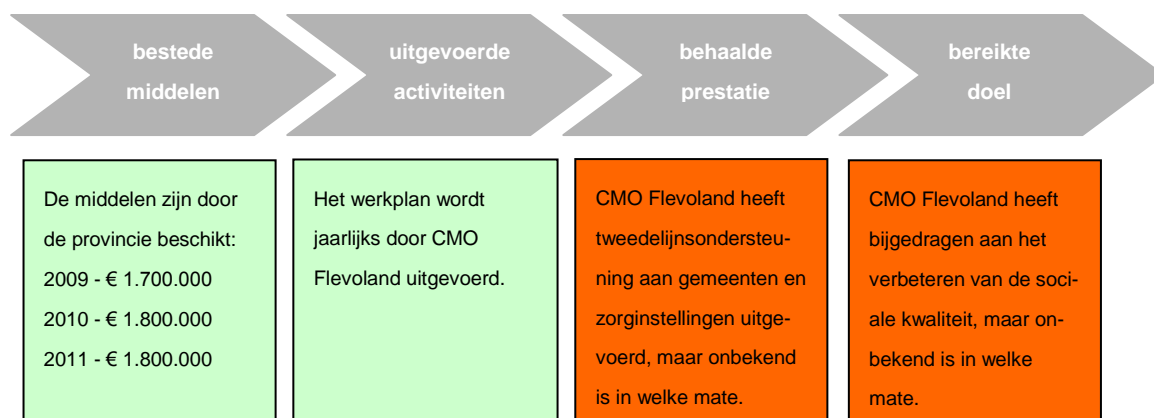 bestede
middelen
uitgevoerde
activiteiten
behaalde
prestatie
bereikte
doel
De middelen zijn door
de provincie beschikt:
2009 - € 1.700.000
2010 - € 1.800.000
2011 - € 1.800.000
Het werkplan wordt
jaarlijks door CMO
Flevoland uitgevoerd.
CMO Flevoland heeft
tweedelijnsondersteu-
ning aan gemeenten en
zorginstellingen uitge-
voerd, maar onbekend
is in welke mate.
CMO Flevoland heeft
bijgedragen aan het
verbeteren van de soci-
ale kwaliteit, maar on-
bekend is in welke
mate.